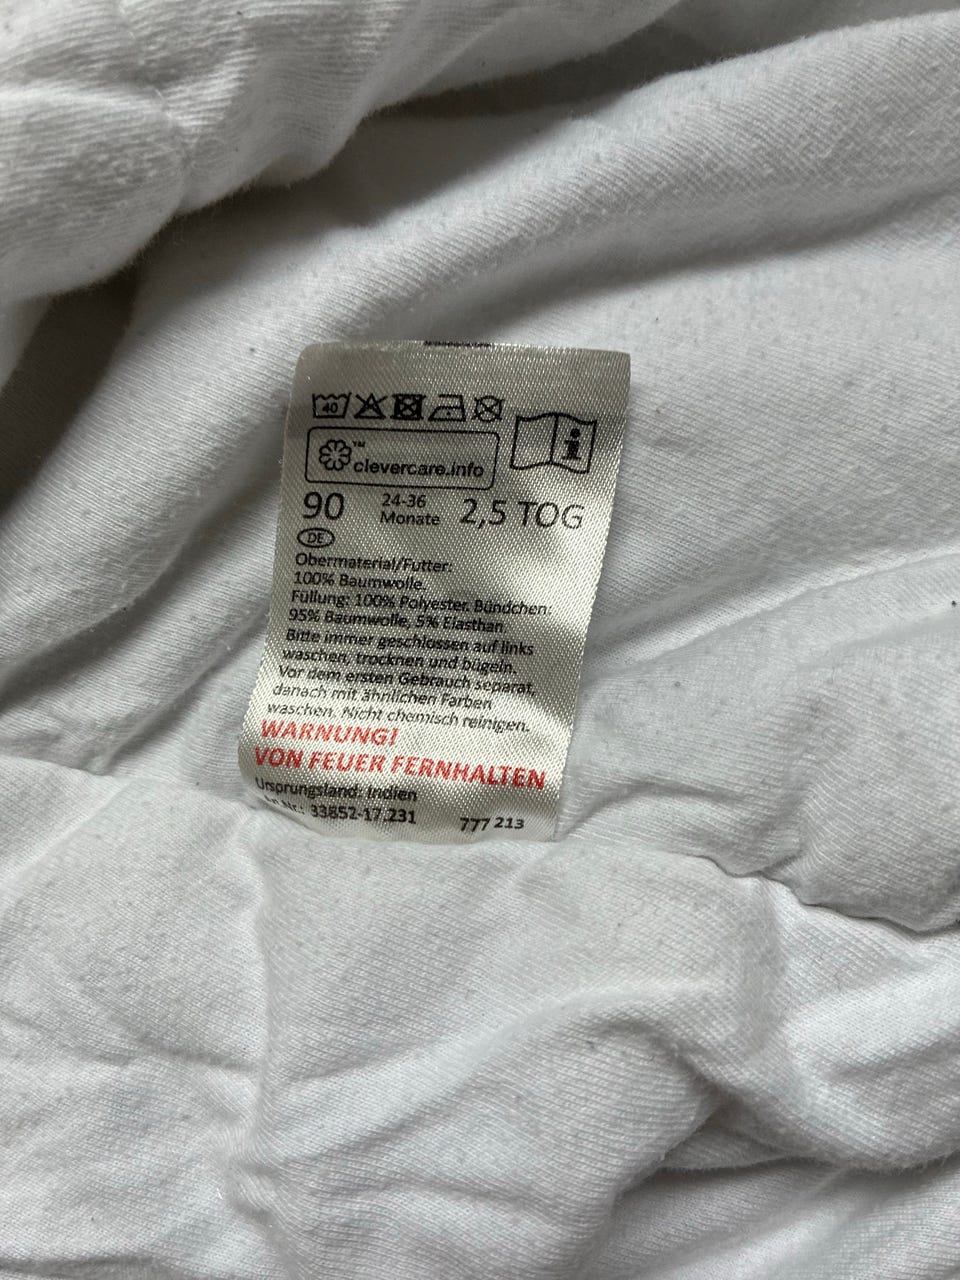 40
™
clevercare.info
90 24-36 Monate 2,5 TOG
DE
Obermaterial/Futter:
100% Baumwolle.
Füllung: 100% Polyester. Bündchen:
95% Baumwolle, 5% Elasthan
Bitte immer geschlossen auf links
waschen, trocknen und bügeln.
Vor dem ersten Gebrauch separat,
danach mit ähnlichen Farben
waschen. Nicht chemisch reinigen.
WARNUNG!
VON FEUER FERNHALTEN
Ursprungsland: Indien
Nr.: 33852-17,231 777 213